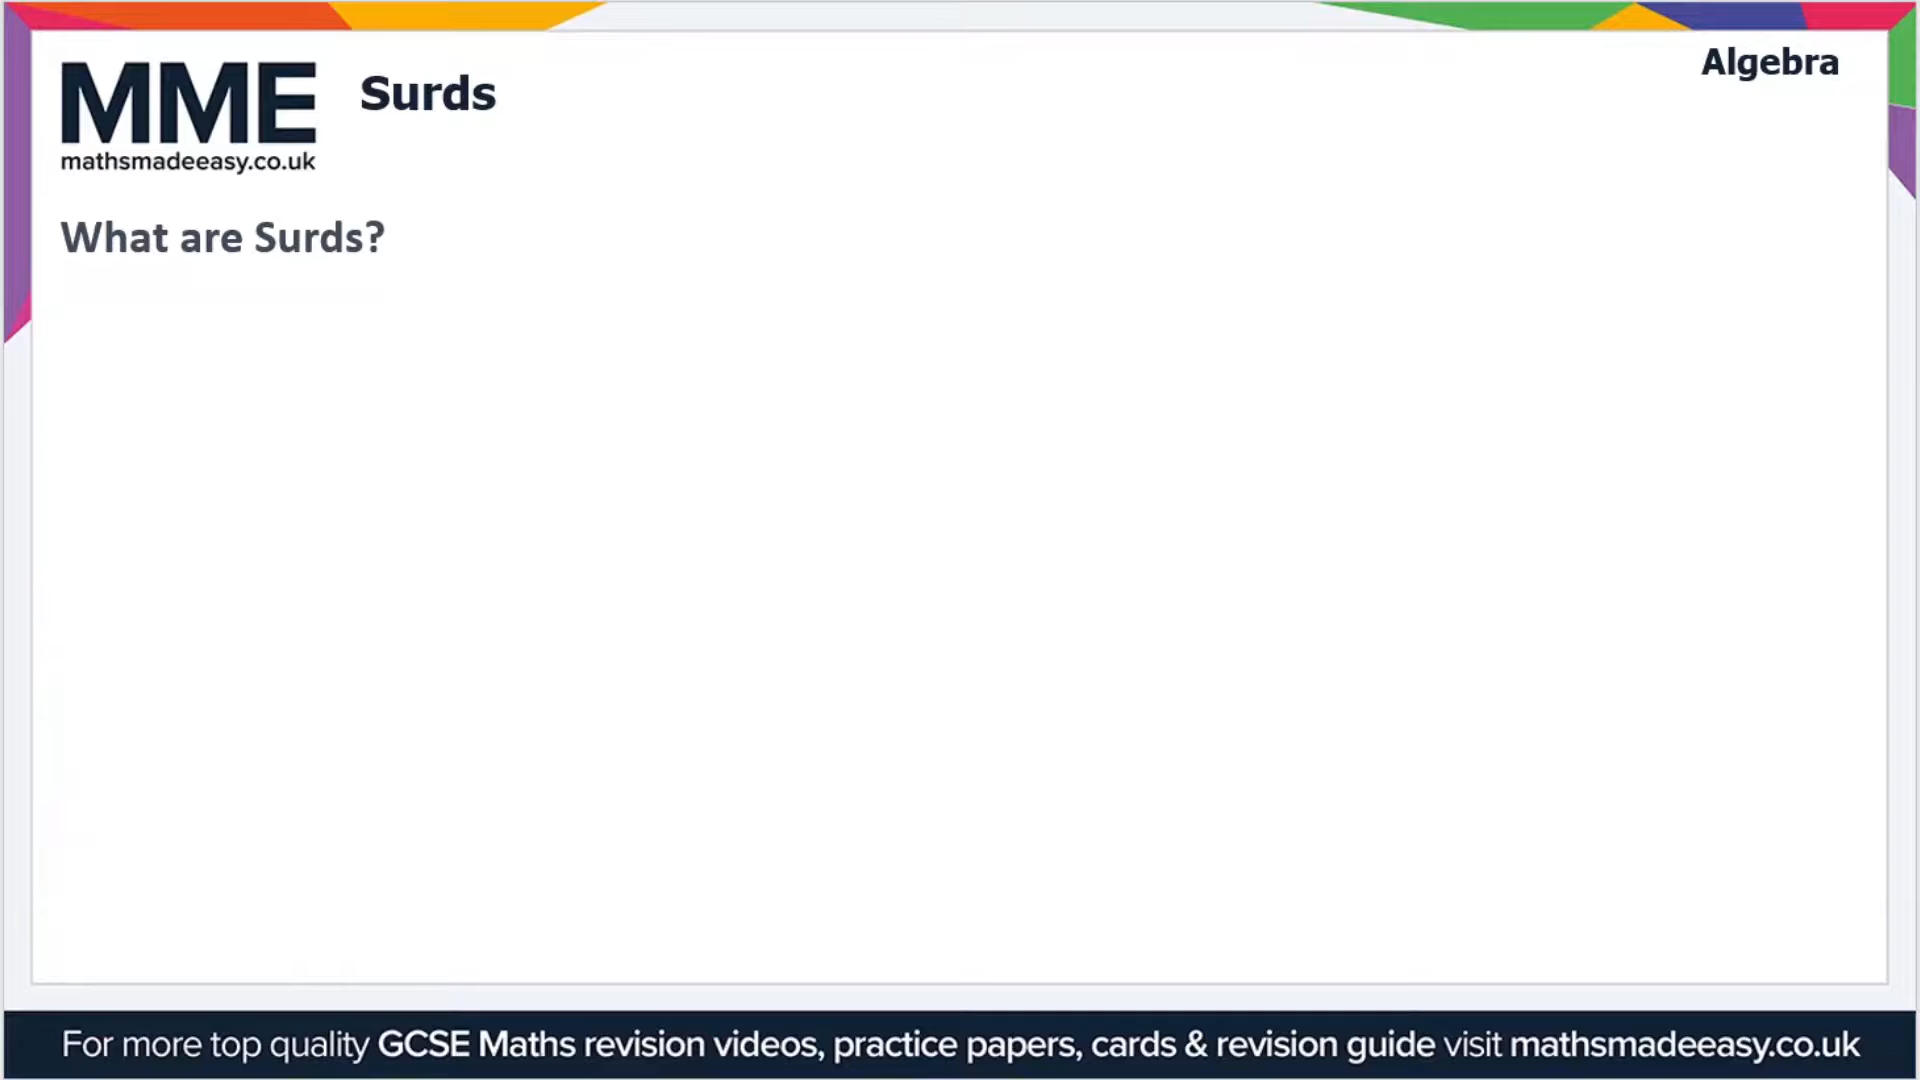 MME
mathsmadeeasy.co.uk
Surds
Algebra
What are Surds?
For more top quality GCSE Maths revision videos, practice papers, cards & revision guide visit mathsmadeeasy.co.uk